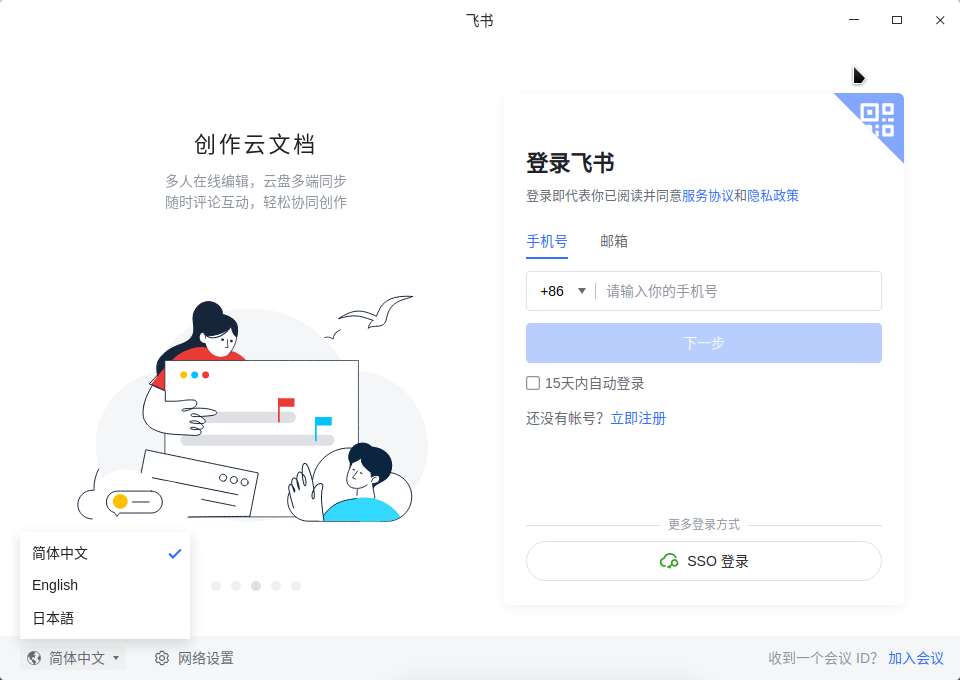 飞书
创作云文档
多人在线编辑，云盘多端同步
随时评论互动，轻松协同创作
登录飞书
登录即代表你已阅读并同意服务协议和隐私政策
手机号
邮箱
+86
请输入你的手机号
下一步
15天内自动登录
还没有帐号？立即注册
更多登录方式
SSO 登录
简体中文
English
日本語
简体中文
网络设置
收到一个会议 ID？ 加入会议